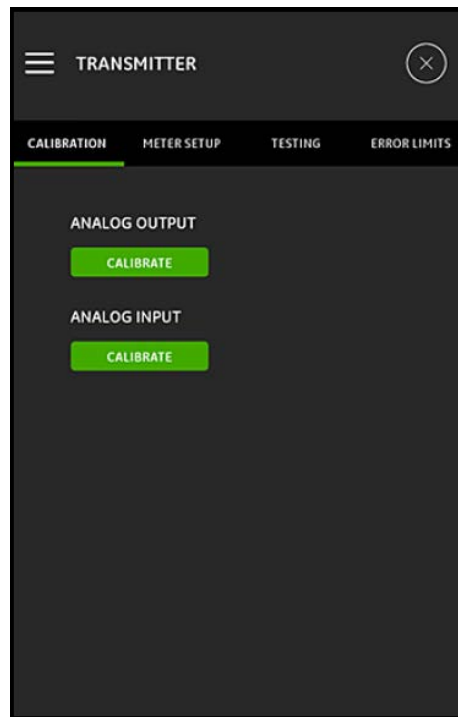 TRANSMITTER
CALIBRATION METER SETUP TESTING ERROR LIMITS
ANALOG OUTPUT
CALIBRATE
ANALOG INPUT
CALIBRATE